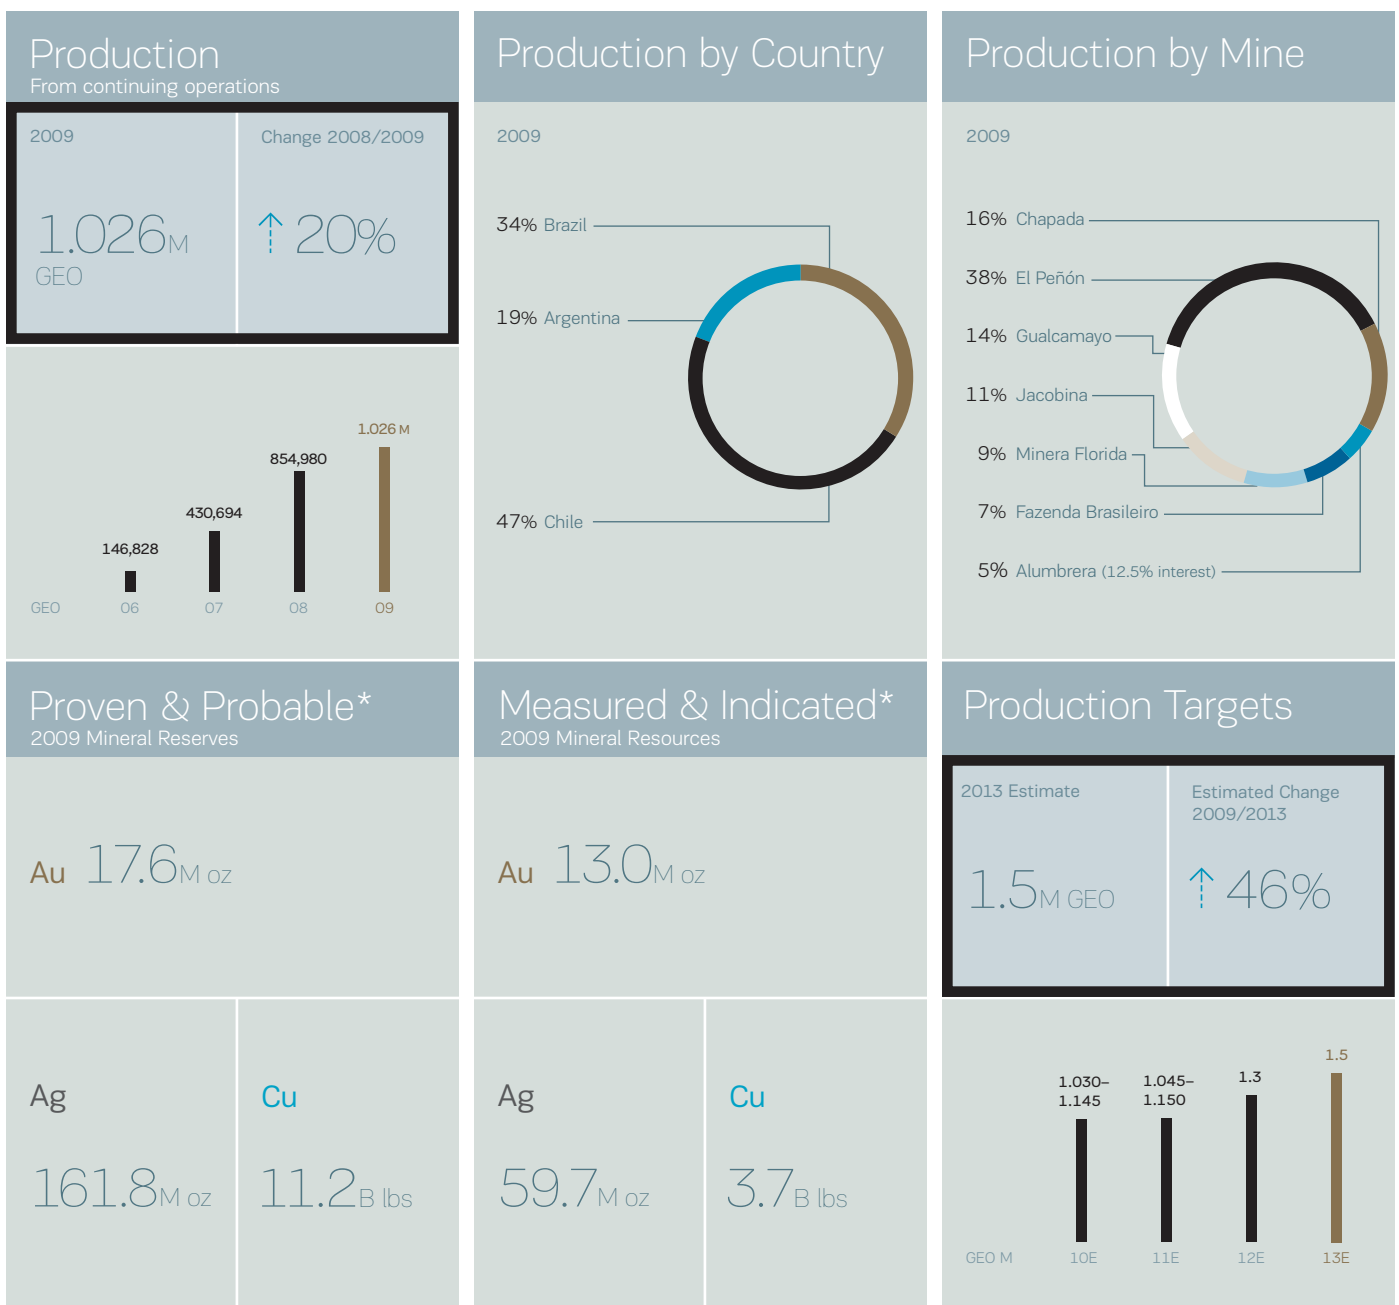 Production
From continuing operations
2009
Change 2008/2009
1.026M
GEO
20%
1.026 M
854,980
430,694
146,828
GEO 06 07 08 09
Production by Country
2009
34% Brazil
19% Argentina
47% Chile
Production by Mine
2009
16% Chapada
38% El Peñón
14% Gualcamayo
11% Jacobina
9% Minera Florida
7% Fazenda Brasileiro
5% Alumbrera (12.5% interest)
Proven & Probable*
2009 Mineral Reserves
Au 17.6M oz
Ag
161.8M oz
Cu
11.2B lbs
Measured & Indicated*
2009 Mineral Resources
Au 13.0M oz
Ag
59.7M oz
Cu
3.7B lbs
Production Targets
2013 Estimate
1.5M GEO
Estimated Change
2009/2013
46%
1.030–
1.145
1.045–
1.150
1.3
1.5
GEO M 10E 11E 12E 13E